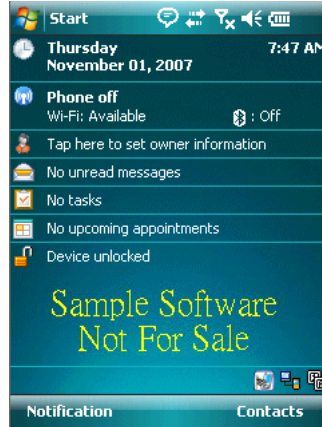 Start
Thursday 7:47 AM
November 01, 2007
Phone off
Wi-Fi: Available : Off
Tap here to set owner information
No unread messages
No tasks
No upcoming appointments
Device unlocked
Sample Software
Not For Sale
Notification Contacts